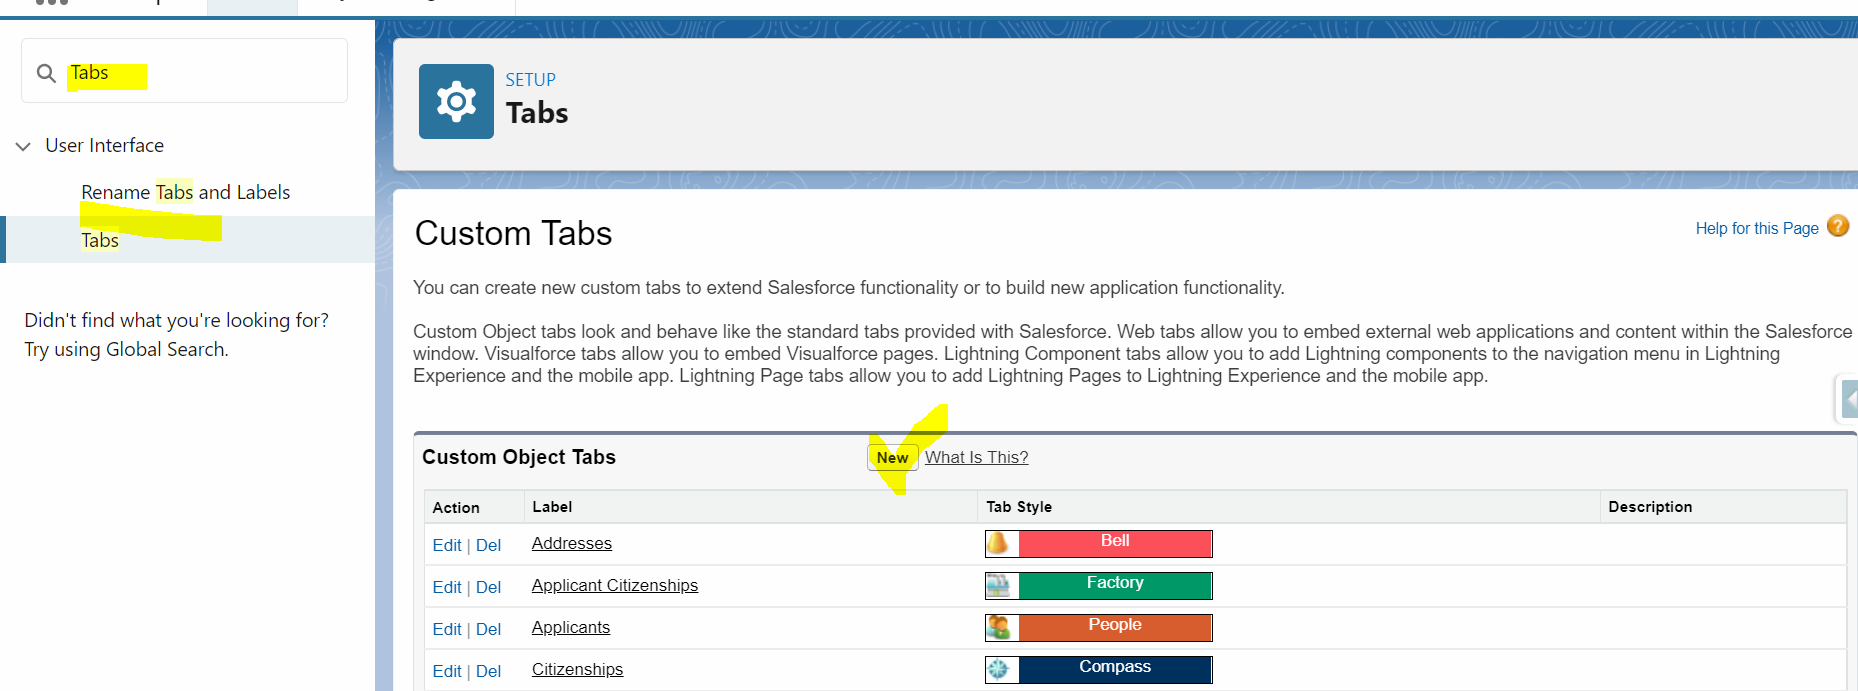 Tabs
User Interface
Rename Tabs and Labels
Tabs
Didn't find what you're looking for?
Try using Global Search.
SETUP
Tabs
Custom Tabs
Help for this Page ?
You can create new custom tabs to extend Salesforce functionality or to build new application functionality.
Custom Object tabs look and behave like the standard tabs provided with Salesforce. Web tabs allow you to embed external web applications and content within the Salesforce
window. Visualforce tabs allow you to embed Visualforce pages. Lightning Component tabs allow you to add Lightning components to the navigation menu in Lightning
Experience and the mobile app. Lightning Page tabs allow you to add Lightning Pages to Lightning Experience and the mobile app.
Custom Object Tabs New What Is This?
Action Label Tab Style Description
Edit | Del Addresses Bell
Edit | Del Applicant Citizenships Factory
Edit | Del Applicants People
Edit | Del Citizenships Compass